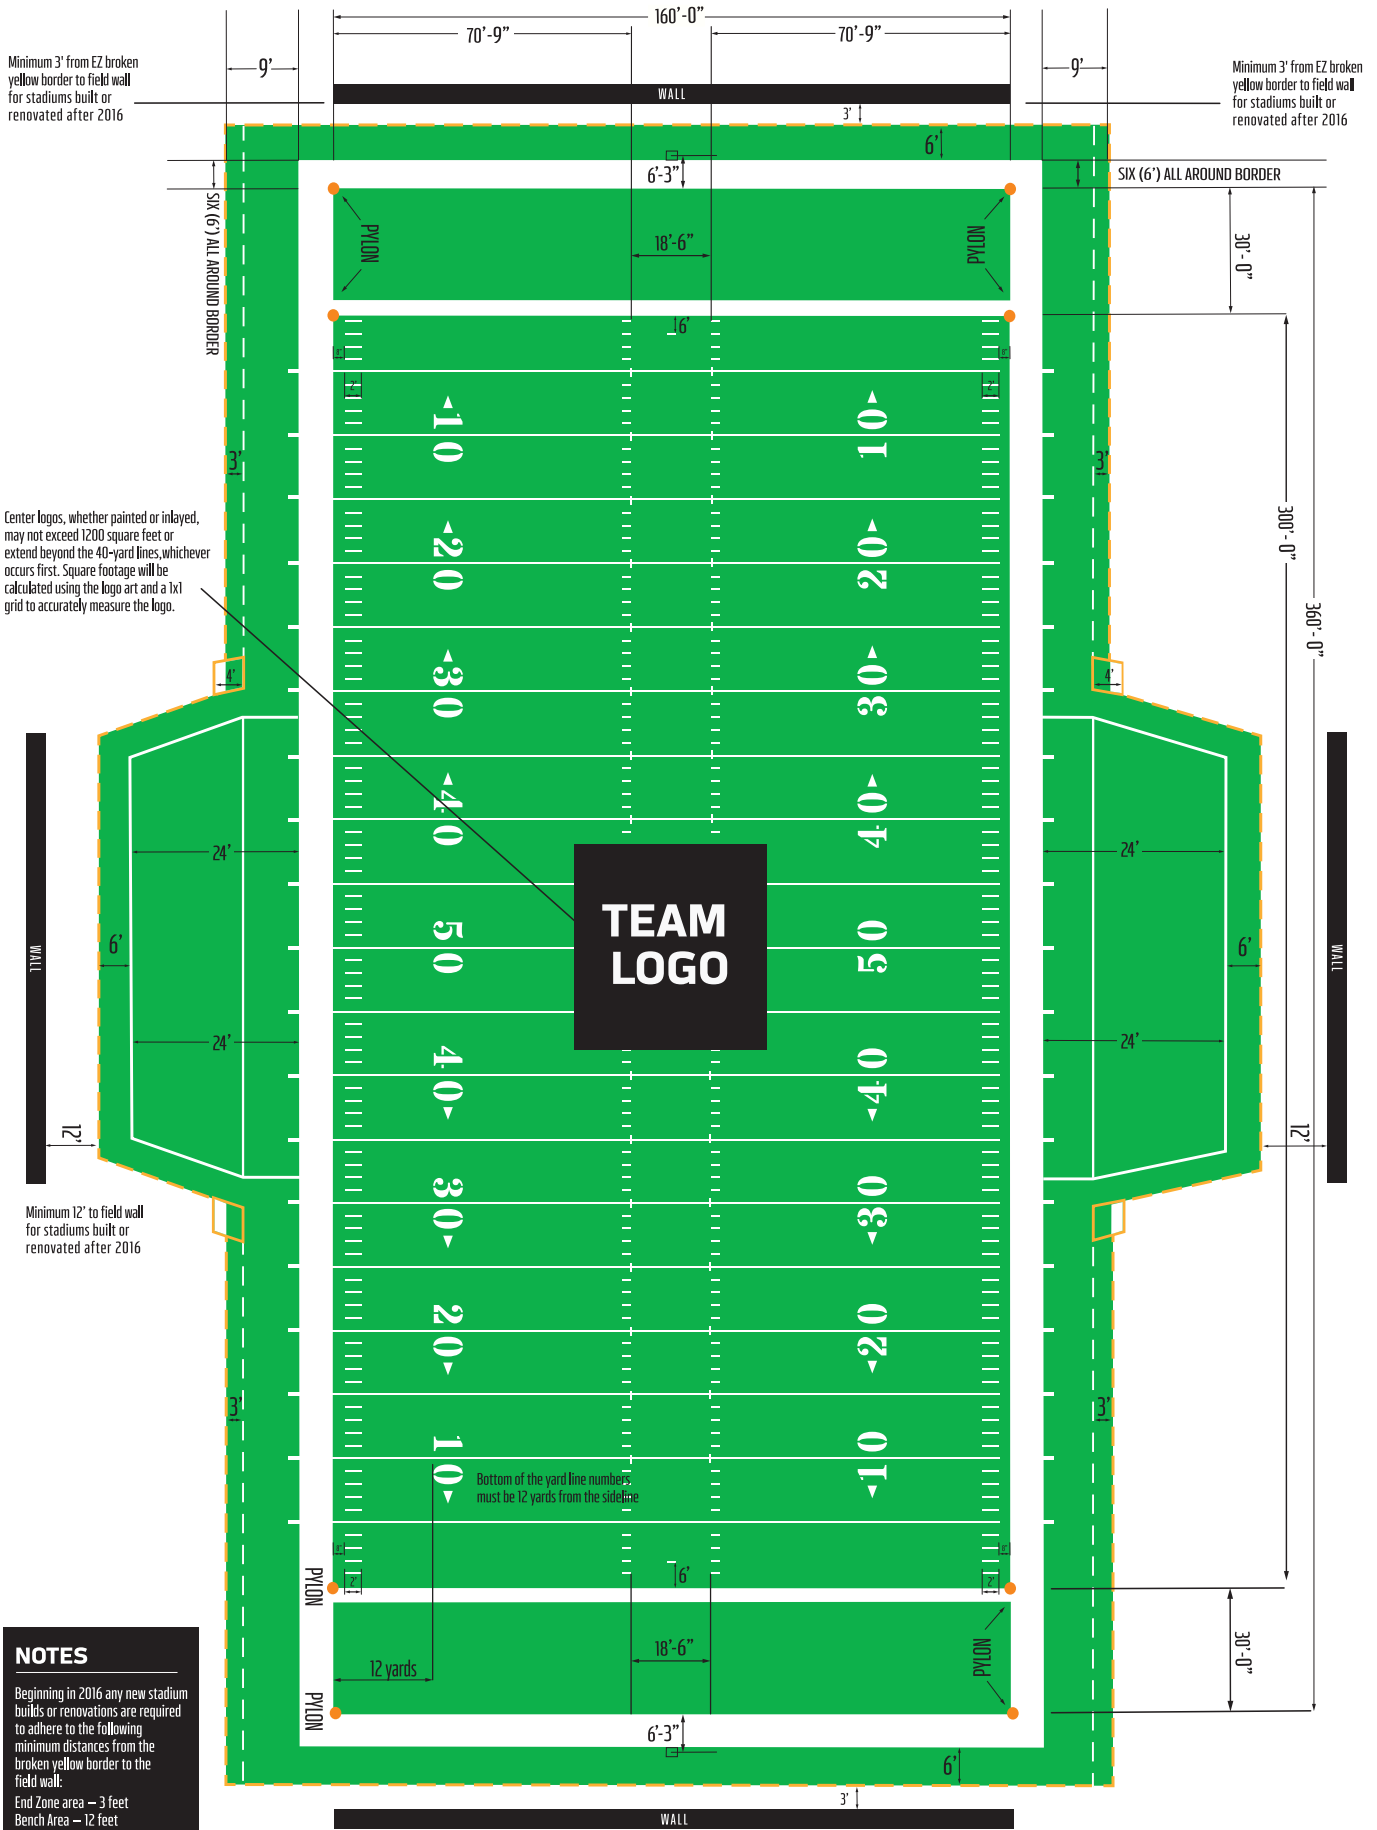 160'-0"
70'-9"
70'-9"
9'
9'
Minimum 3' from EZ broken
yellow border to field wall
for stadiums built or
renovated after 2016
Minimum 3' from EZ broken
yellow border to field wall
for stadiums built or
renovated after 2016
WALL
3'
6'
6'-3"
SIX (6') ALL AROUND BORDER
SIX (6') ALL AROUND BORDER
PYLON
PYLON
18'-6"
30'-0"
6'
8"
8"
2'
2'
10
10
3'
3'
Center logos, whether painted or inlayed,
may not exceed 1200 square feet or
extend beyond the 40-yard lines,whichever
occurs first. Square footage will be
calculated using the logo art and a 1x1
grid to accurately measure the logo.
20
20
300'-0"
360'-0"
30
30
4'
4'
40
40
24'
24'
TEAM
LOGO
50
50
WALL
6'
6'
WALL
24'
24'
40
40
12'
12'
Minimum 12' to field wall
for stadiums built or
renovated after 2016
30
30
20
20
3'
3'
10
10
Bottom of the yard line numbers
must be 12 yards from the sideline
8"
8"
6'
2'
2'
PYLON
18'-6"
PYLON
30'-0"
12 yards
PYLON
6'-3"
6'
3'
WALL
NOTES
Beginning in 2016 any new stadium
builds or renovations are required
to adhere to the following
minimum distances from the
broken yellow border to the
field wall:
End Zone area – 3 feet
Bench Area – 12 feet